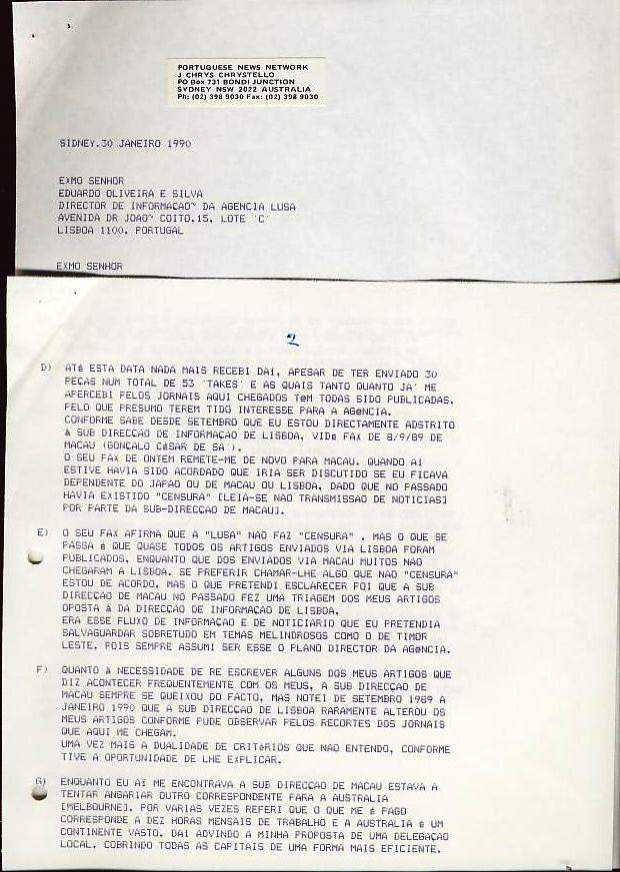 PORTUGUESE NEWS NETWORK
J CHRYS CHRYSTELLO
PO Box 731 BONDI JUNCTION
SYDNEY NSW 2022 AUSTRALIA
Ph: (02) 398 9030 Fax: (02) 398 9030
SIDNEY,30 JANEIRO 1990
EXMO SENHOR
EDUARDO OLIVEIRA E SILVA
DIRECTOR DE INFORMACAO~ DA AGENCIA LUSA
AVENIDA DR JOAO~ COITO,15, LOTE 'C'
LISBOA 1100, PORTUGAL
EXMO SENHOR
2
D) ATé ESTA DATA NADA MAIS RECEBI DAI, APESAR DE TER ENVIADO 30
PEÇAS NUM TOTAL DE 53 'TAKES' E AS QUAIS TANTO QUANTO JA' ME
APERCEBI PELOS JORNAIS AQUI CHEGADOS TêM TODAS SIDO PUBLICADAS,
PELO QUE PRESUMO TEREM TIDO INTERESSE PARA A AGêNCIA.
CONFORME SABE DESDE SETEMBRO QUE EU ESTOU DIRECTAMENTE ADSTRITO
à SUB DIRECÇAO DE INFORMAÇAO DE LISBOA, VIDé FAX DE 8/9/89 DE
MACAU (GONÇALO CéSAR DE SA').
O SEU FAX DE ONTEM REMETE-ME DE NOVO PARA MACAU. QUANDO AI
ESTIVE HAVIA SIDO ACORDADO QUE IRIA SER DISCUTIDO SE EU FICAVA
DEPENDENTE DO JAPAO OU DE MACAU OU LISBOA, DADO QUE NO PASSADO
HAVIA EXISTIDO "CENSURA" [LEIA-SE NAO TRANSMISSAO DE NOTICIAS]
POR PARTE DA SUB-DIRECÇAO DE MACAU].
E) O SEU FAX AFIRMA QUE A "LUSA" NAO FAZ "CENSURA" , MAS O QUE SE
PASSA é QUE QUASE TODOS OS ARTIGOS ENVIADOS VIA LISBOA FORAM
PUBLICADOS, ENQUANTO QUE DOS ENVIADOS VIA MACAU MUITOS NAO
CHEGARAM A LISBOA. SE PREFERIR CHAMAR-LHE ALGO QUE NAO "CENSURA"
ESTOU DE ACORDO, MAS O QUE PRETENDI ESCLARECER FOI QUE A SUB
DIRECÇAO DE MACAU NO PASSADO FEZ UMA TRIAGEM DOS MEUS ARTIGOS
OPOSTA à DA DIRECÇAO DE INFORMAÇAO DE LISBOA.
ERA ESSE FLUXO DE INFORMAÇAO E DE NOTICIARIO QUE EU PRETENDIA
SALVAGUARDAR SOBRETUDO EM TEMAS MELINDROSOS COMO O DE TIMOR
LESTE, POIS SEMPRE ASSUMI SER ESSE O PLANO DIRECTOR DA AGêNCIA.
F) QUANTO à NECESSIDADE DE RE ESCREVER ALGUNS DOS MEUS ARTIGOS QUE
DIZ ACONTECER FREQUENTEMENTE COM OS MEUS, A SUB DIRECÇAO DE
MACAU SEMPRE SE QUEIXOU DO FACTO, MAS NOTEI DE SETEMBRO 1989 A
JANEIRO 1990 QUE A SUB DIRECÇAO DE LISBOA RARAMENTE ALTEROU OS
MEUS ARTIGOS CONFORME PUDE OBSERVAR PELOS RECORTES DOS JORNAIS
QUE AQUI ME CHEGAM.
UMA VEZ MAIS A DUALIDADE DE CRITéRIOS QUE NAO ENTENDO, CONFORME
TIVE A OPORTUNIDADE DE LHE EXPLICAR.
G) ENQUANTO EU AI ME ENCONTRAVA A SUB DIRECÇAO DE MACAU ESTAVA A
TENTAR ANGARIAR OUTRO CORRESPONDENTE PARA A AUSTRALIA
[MELBOURNE]. POR VARIAS VEZES REFERI QUE O QUE ME é PAGO
CORRESPONDE A DEZ HORAS MENSAIS DE TRABALHO E A AUSTRALIA é UM
CONTINENTE VASTO. DAI ADVINDO A MINHA PROPOSTA DE UMA DELEGAÇAO
LOCAL, COBRINDO TODAS AS CAPITAIS DE UMA FORMA MAIS EFICIENTE.